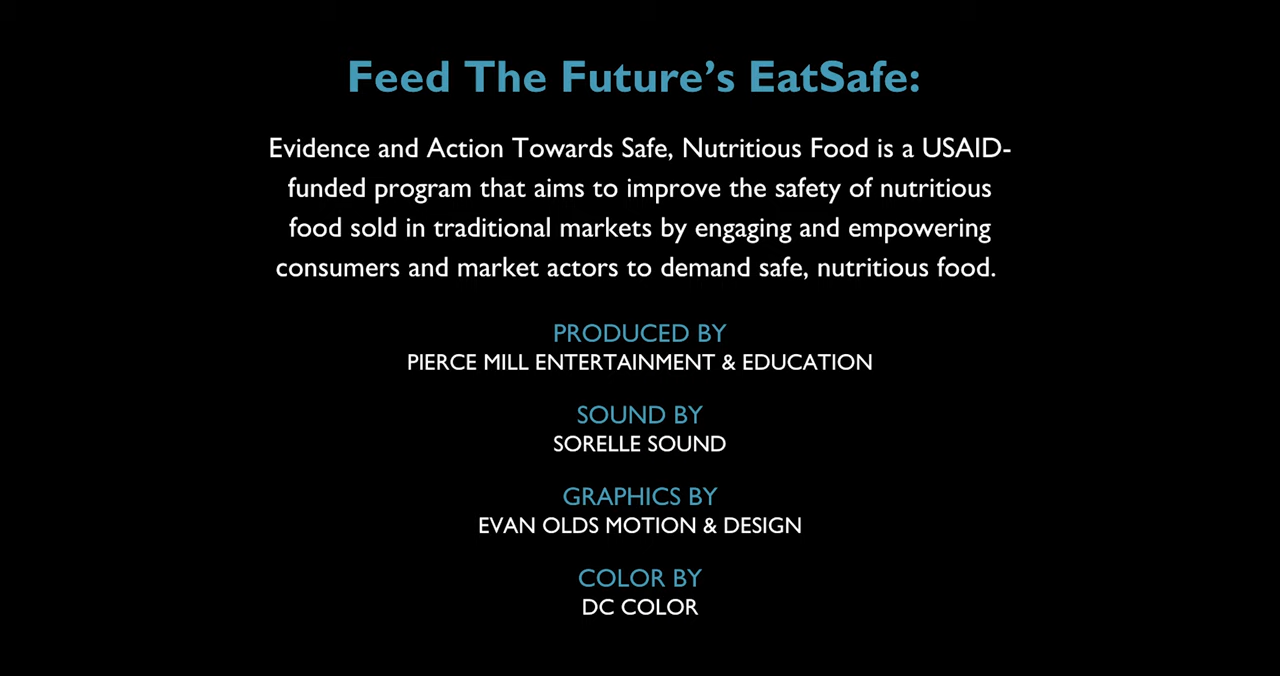 Feed The Future’s EatSafe:
Evidence and Action Towards Safe, Nutritious Food is a USAID-
funded program that aims to improve the safety of nutritious
food sold in traditional markets by engaging and empowering
consumers and market actors to demand safe, nutritious food.
PRODUCED BY
PIERCE MILL ENTERTAINMENT & EDUCATION
SOUND BY
SORELLE SOUND
GRAPHICS BY
EVAN OLDS MOTION & DESIGN
COLOR BY
DC COLOR